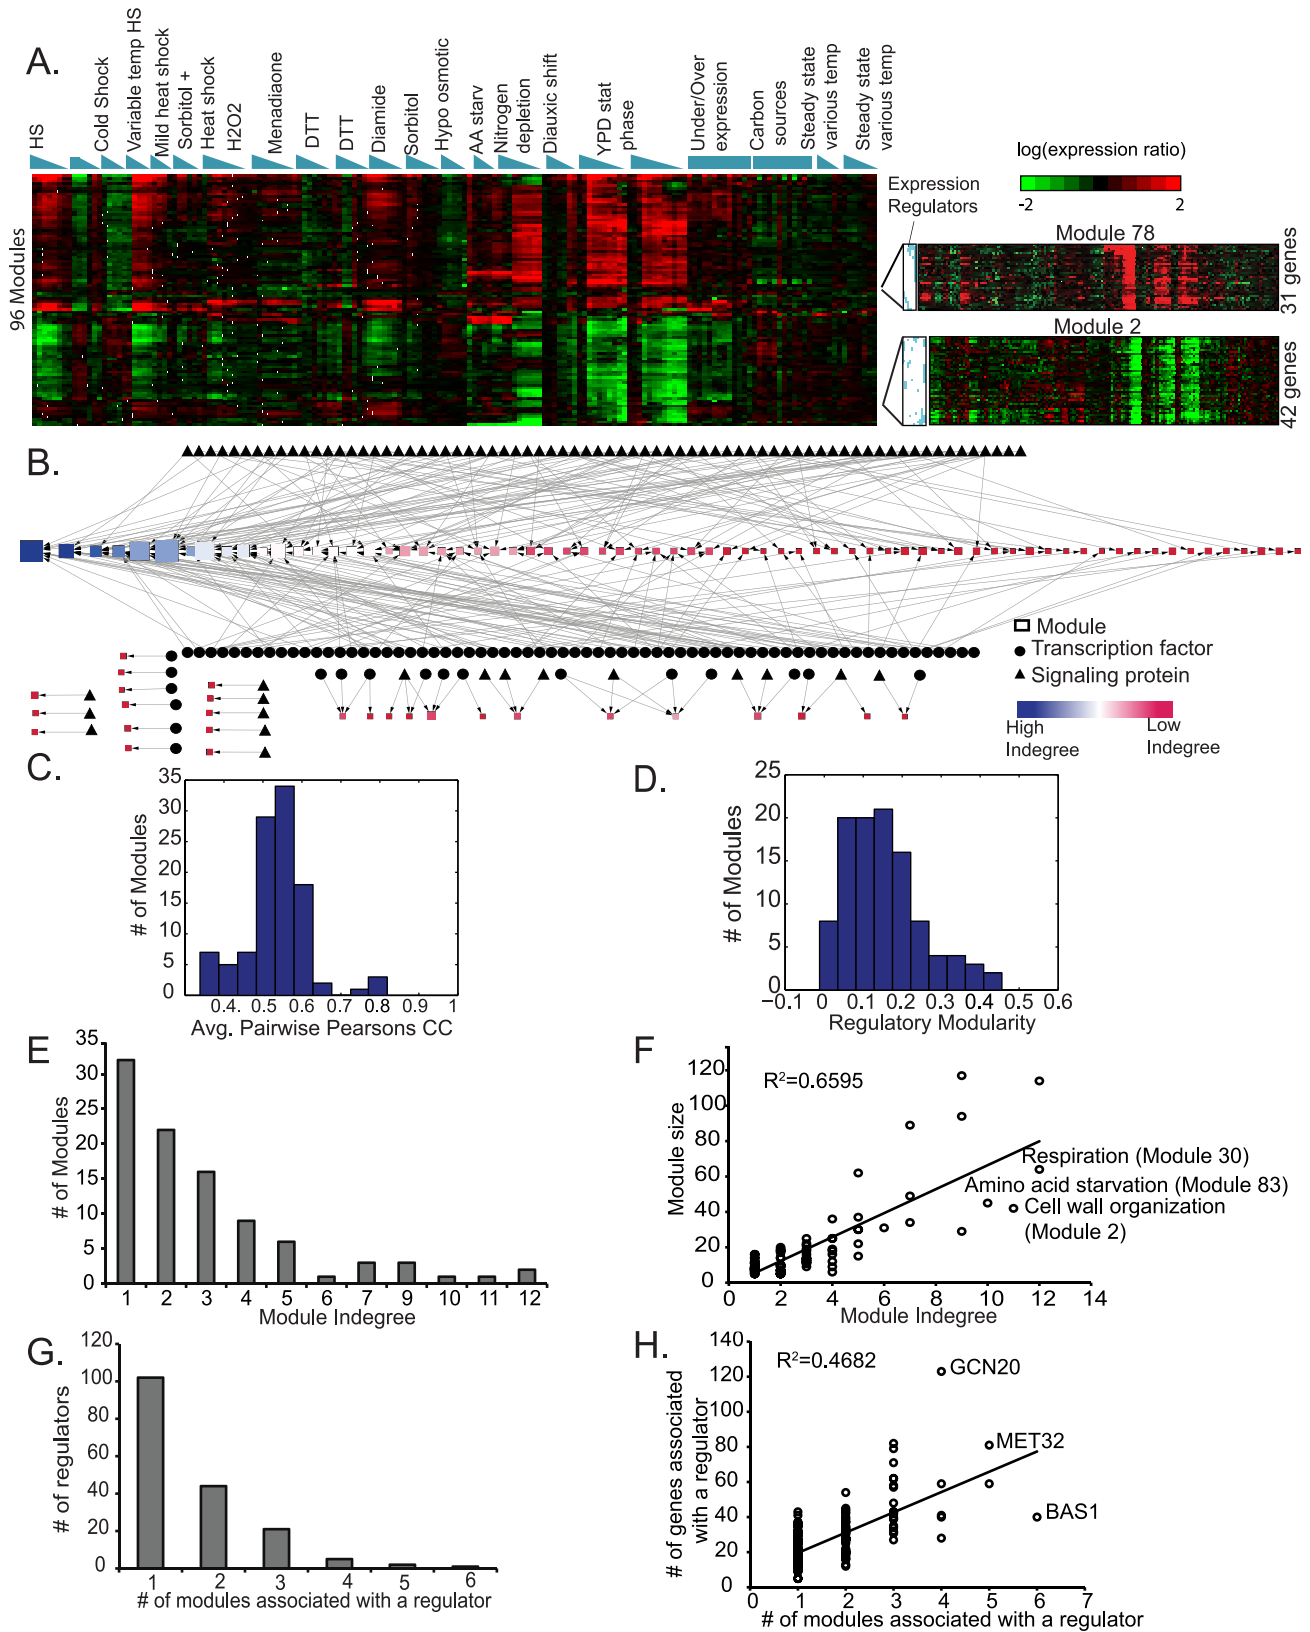 A.
HS
Cold Shock
Variable temp HS
Mild heat shock
Sorbitol +
Heat shock
H2O2
Menadiaone
DTT
DTT
Diamide
Sorbitol
Hypo osmotic
AA starv
Nitrogen
depletion
Diauxic shift
YPD stat
phase
Under/Over
expression
Carbon
sources
Steady state
various temp
Steady state
various temp
96 Modules
Expression
Regulators
log(expression ratio)
-2 2
Module 78
31 genes
Module 2
42 genes
B.
Module
Transcription factor
Signaling protein
High
Indegree
Low
Indegree
C.
35
30
25
20
15
10
5
0
# of Modules
0.4 0.5 0.6 0.7 0.8 0.9 1
Avg. Pairwise Pearsons CC
D.
25
20
15
10
5
0
# of Modules
−0.1 0 0.1 0.2 0.3 0.4 0.5 0.6
Regulatory Modularity
E
35
30
25
20
15
10
5
0
# of Modules
1 2 3 4 5 6 7 9 10 11 12
Module Indegree
F
R²=0.6595
120
100
80
60
40
20
0
Module size
Respiration (Module 30)
Amino acid starvation (Module 83)
Cell wall organization
(Module 2)
0 2 4 6 8 10 12 14
Module Indegree
G.
120
100
80
60
40
20
0
# of regulators
1 2 3 4 5 6
# of modules associated with a regulator
H.
R²=0.4682
140
120
100
80
60
40
20
0
# of genes associated
with a regulator
GCN20
MET32
BAS1
0 1 2 3 4 5 6 7
# of modules associated with a regulator